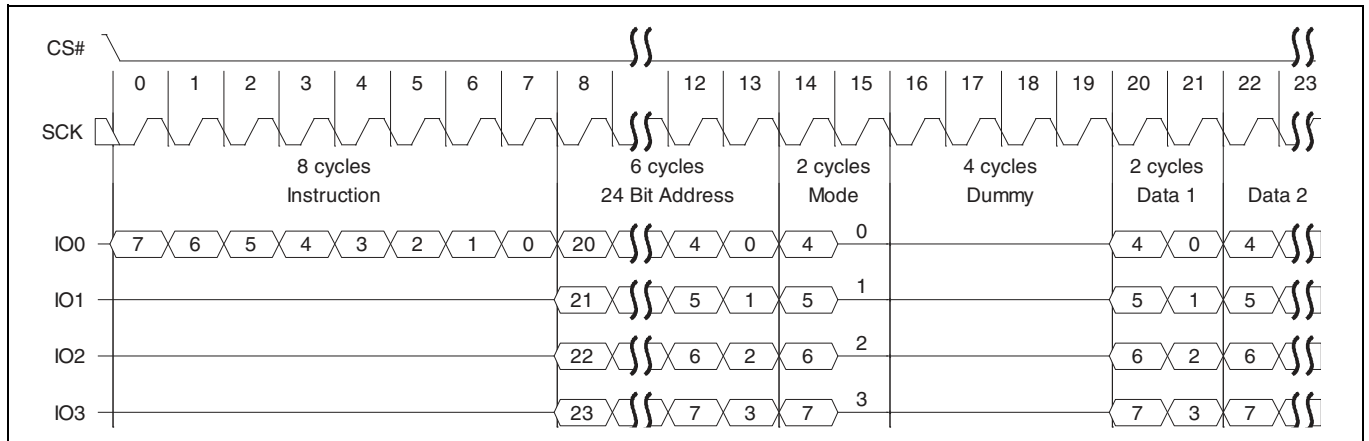 CS#
0 1 2 3 4 5 6 7 8 12 13 14 15 16 17 18 19 20 21 22 23
SCK
8 cycles 6 cycles 2 cycles 4 cycles 2 cycles
Instruction 24 Bit Address Mode Dummy Data 1 Data 2
IO0 7 6 5 4 3 2 1 0 20 4 0 4 0 4 0 4
IO1 21 5 1 5 1 5 1 5
IO2 22 6 2 6 2 6 2 6
IO3 23 7 3 7 3 7 3 7